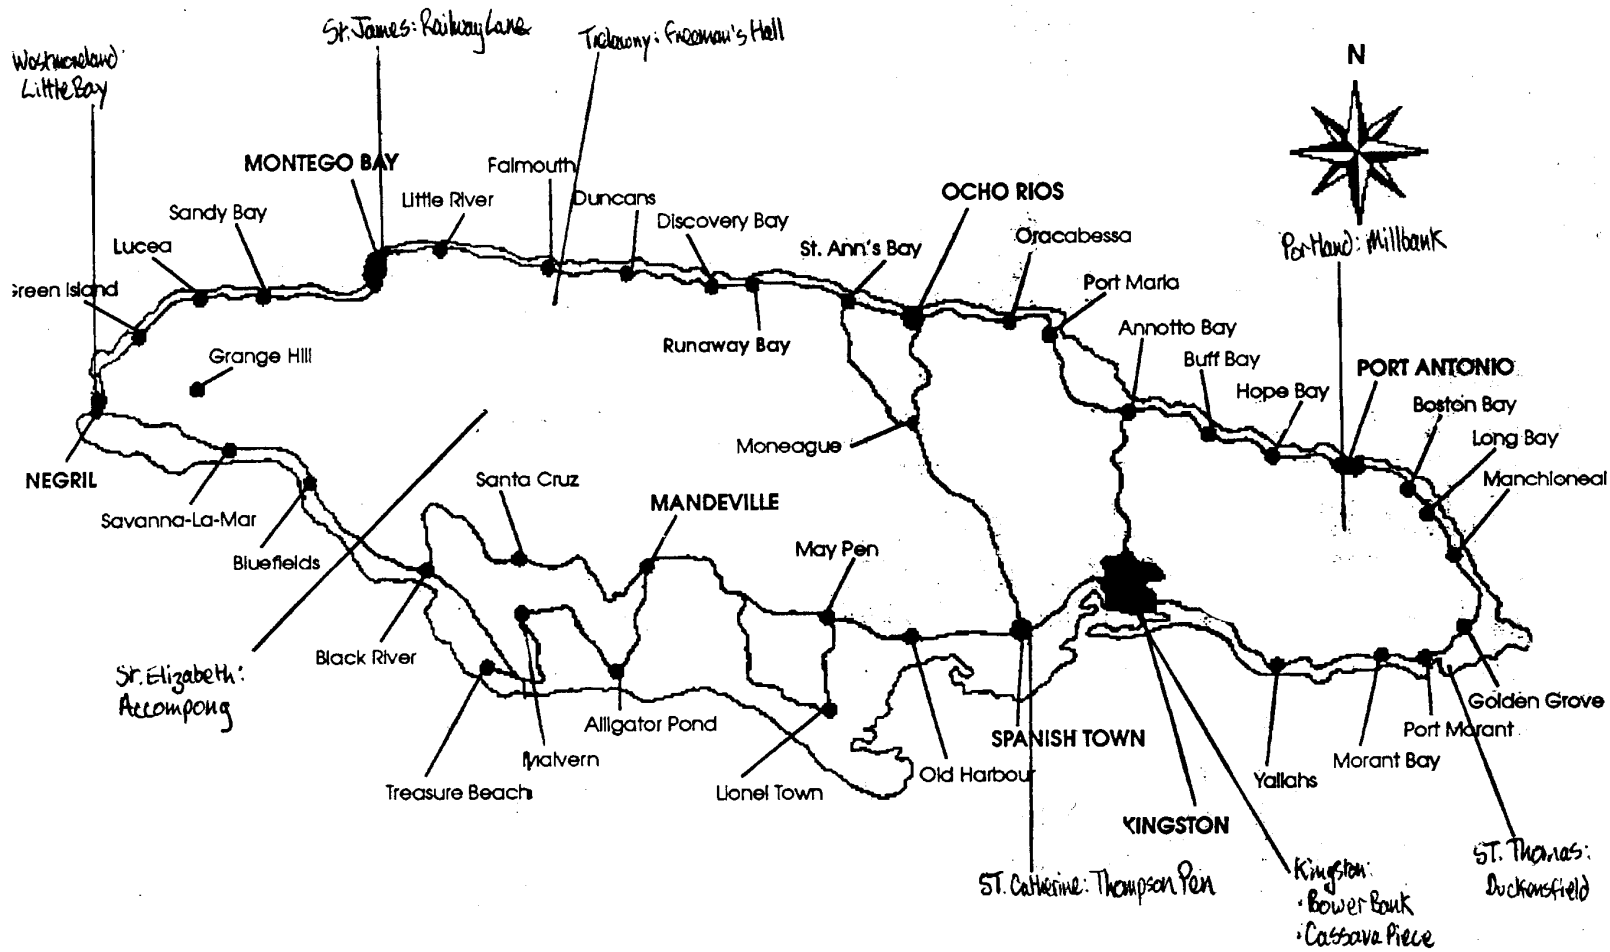 St. James: Railway Lane
Trelawny: Freeman's Hall
Westmoreland
Little Bay
N
MONTEGO BAY
Falmouth
Little River
Duncans
Sandy Bay
Discovery Bay
OCHO RIOS
Lucea
St. Ann's Bay
Oracabessa
Portland: Millbank
Green Island
Port Maria
Annotto Bay
Runaway Bay
Grange Hill
Buff Bay
PORT ANTONIO
Hope Bay
Boston Bay
Long Bay
Moneague
NEGRIL
Santa Cruz
MANDEVILLE
Manchioneal
Savanna-La-Mar
Bluefields
May Pen
Black River
St. Elizabeth:
Accompong
Alligator Pond
Golden Grove
Port Morant
SPANISH TOWN
Malvern
Morant Bay
Treasure Beach
Lionel Town
Old Harbour
Yallahs
KINGSTON
ST. Catherine: Thompson Pen
Kingston:
• Bower Bank
• Cassava Piece
ST. Thomas:
Duckensfield